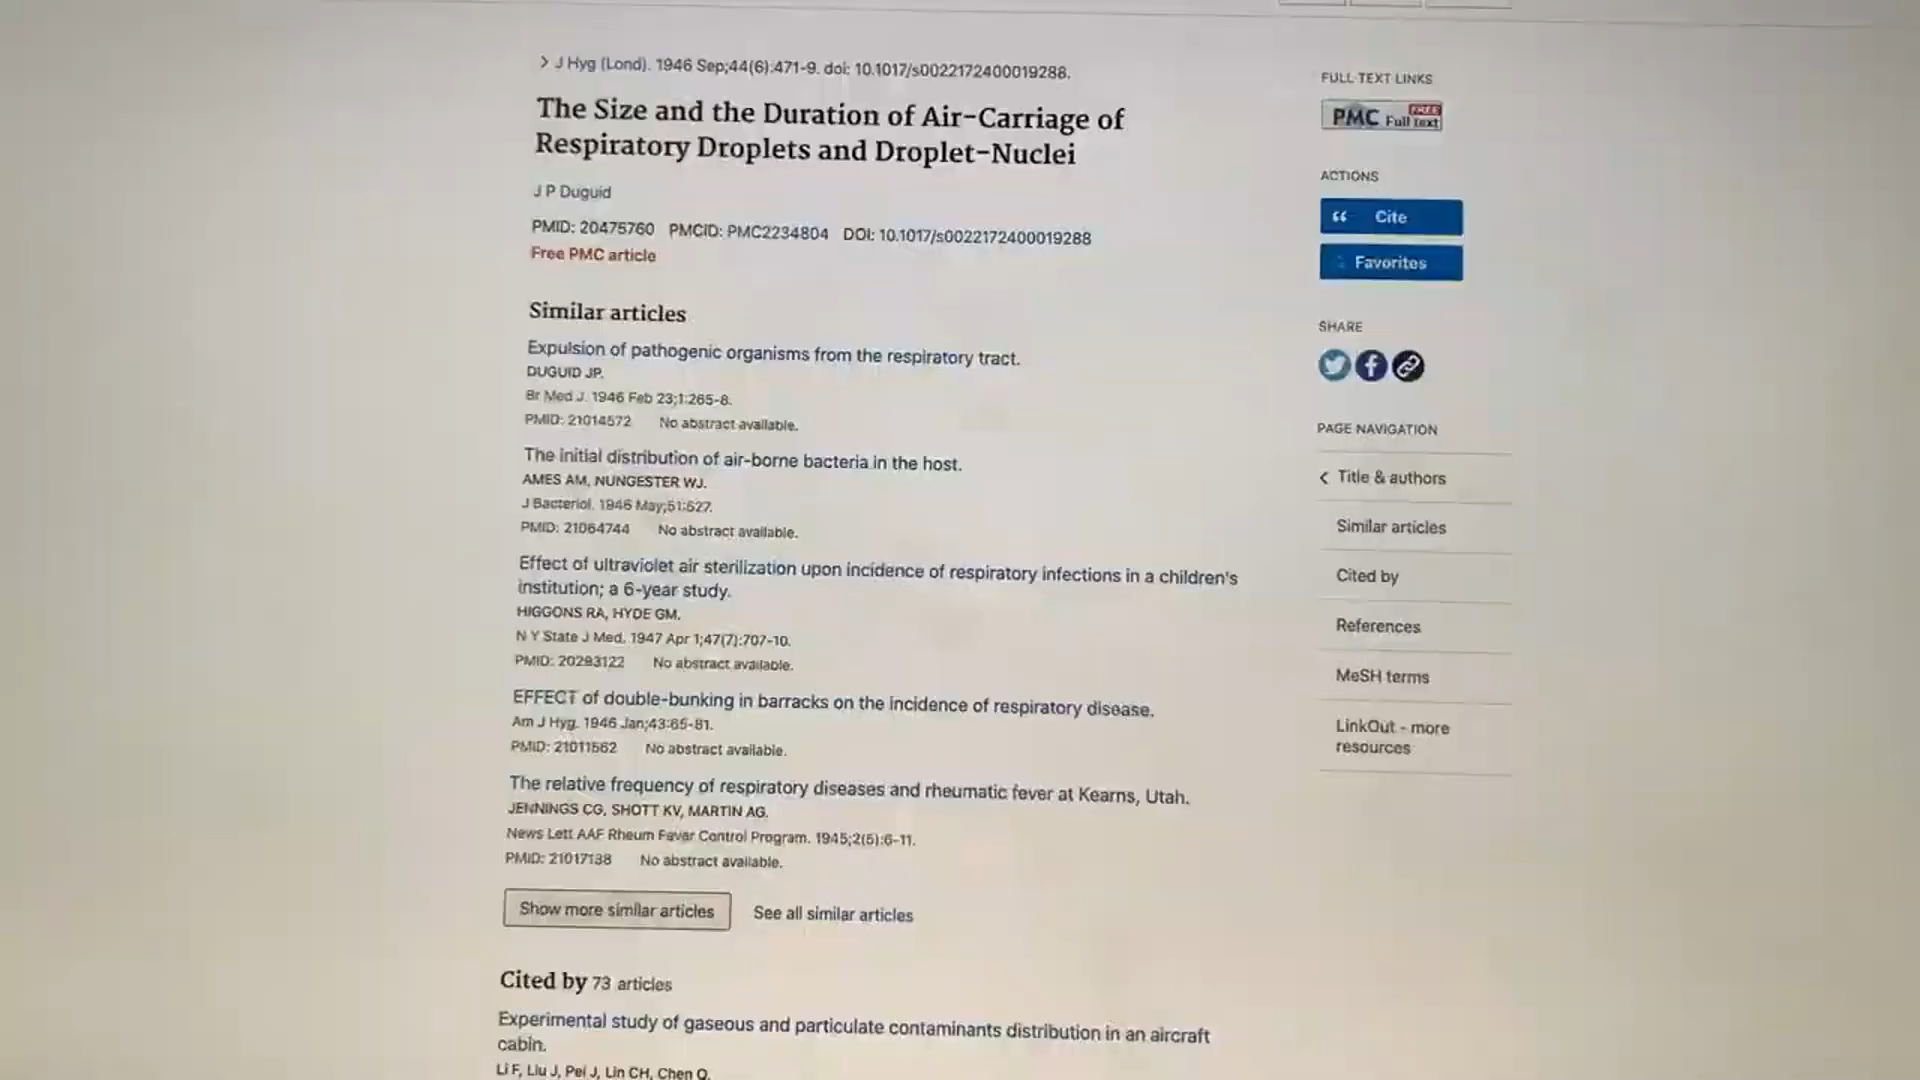 J Hyg (Lond). 1946 Sep;44(6):471-9. doi: 10.1017/s0022172400019288.
The Size and the Duration of Air-Carriage of
Respiratory Droplets and Droplet-Nuclei
J P Duguid
PMID: 20475760 PMCID: PMC2234804 DOI: 10.1017/s0022172400019288
Free PMC article
Similar articles
Expulsion of pathogenic organisms from the respiratory tract.
DUGUID JP.
Br Med J. 1946 Feb 23;1:265-8.
PMID: 21014572 No abstract available.
The initial distribution of air-borne bacteria in the host.
AMES AM, NUNGESTER WJ.
J Bacteriol. 1946 May;51:527.
PMID: 21064744 No abstract available.
Effect of ultraviolet air sterilization upon incidence of respiratory infections in a children's
institution; a 6-year study.
HIGGONS RA, HYDE GM.
N Y State J Med. 1947 Apr 1;47(7):707-10.
PMID: 20293122 No abstract available.
EFFECT of double-bunking in barracks on the incidence of respiratory disease.
Am J Hyg. 1946 Jan;43:65-81.
PMID: 21011562 No abstract available.
The relative frequency of respiratory diseases and rheumatic fever at Kearns, Utah.
JENNINGS CG, SHOTT KV, MARTIN AG.
News Lett AAF Rheum Fever Control Program. 1945;2(5):6-11.
PMID: 21017138 No abstract available.
Show more similar articles See all similar articles
Cited by 73 articles
Experimental study of gaseous and particulate contaminants distribution in an aircraft
cabin.
Li F, Liu J, Pei J, Lin CH, Chen Q.
FULL TEXT LINKS
PMC FREE Full text
ACTIONS
Cite
Favorites
SHARE
PAGE NAVIGATION
Title & authors
Similar articles
Cited by
References
MeSH terms
LinkOut - more
resources